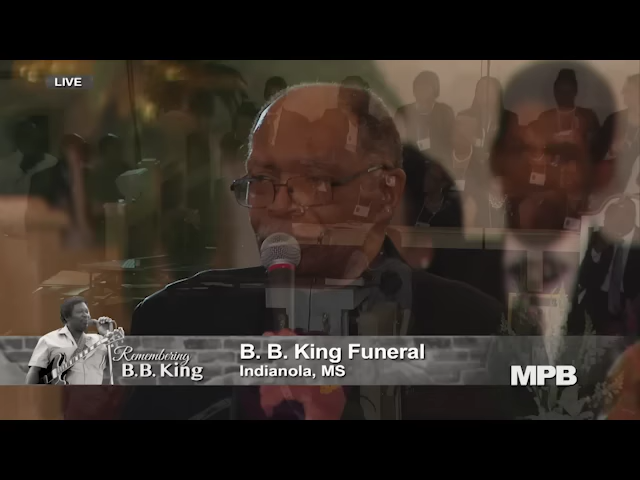 LIVE
Remembering
B.B. King
B. B. King Funeral
Indianola, MS
MPB